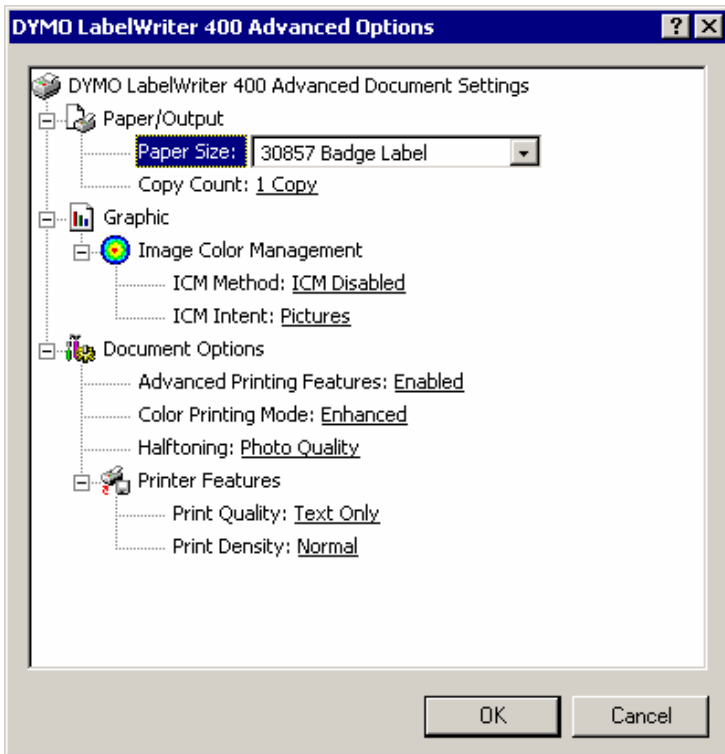 DYMO LabelWriter 400 Advanced Options
DYMO LabelWriter 400 Advanced Document Settings
Paper/Output
Paper Size: 30857 Badge Label
Copy Count: 1 Copy
Graphic
Image Color Management
ICM Method: ICM Disabled
ICM Intent: Pictures
Document Options
Advanced Printing Features: Enabled
Color Printing Mode: Enhanced
Halftoning: Photo Quality
Printer Features
Print Quality: Text Only
Print Density: Normal
OK Cancel